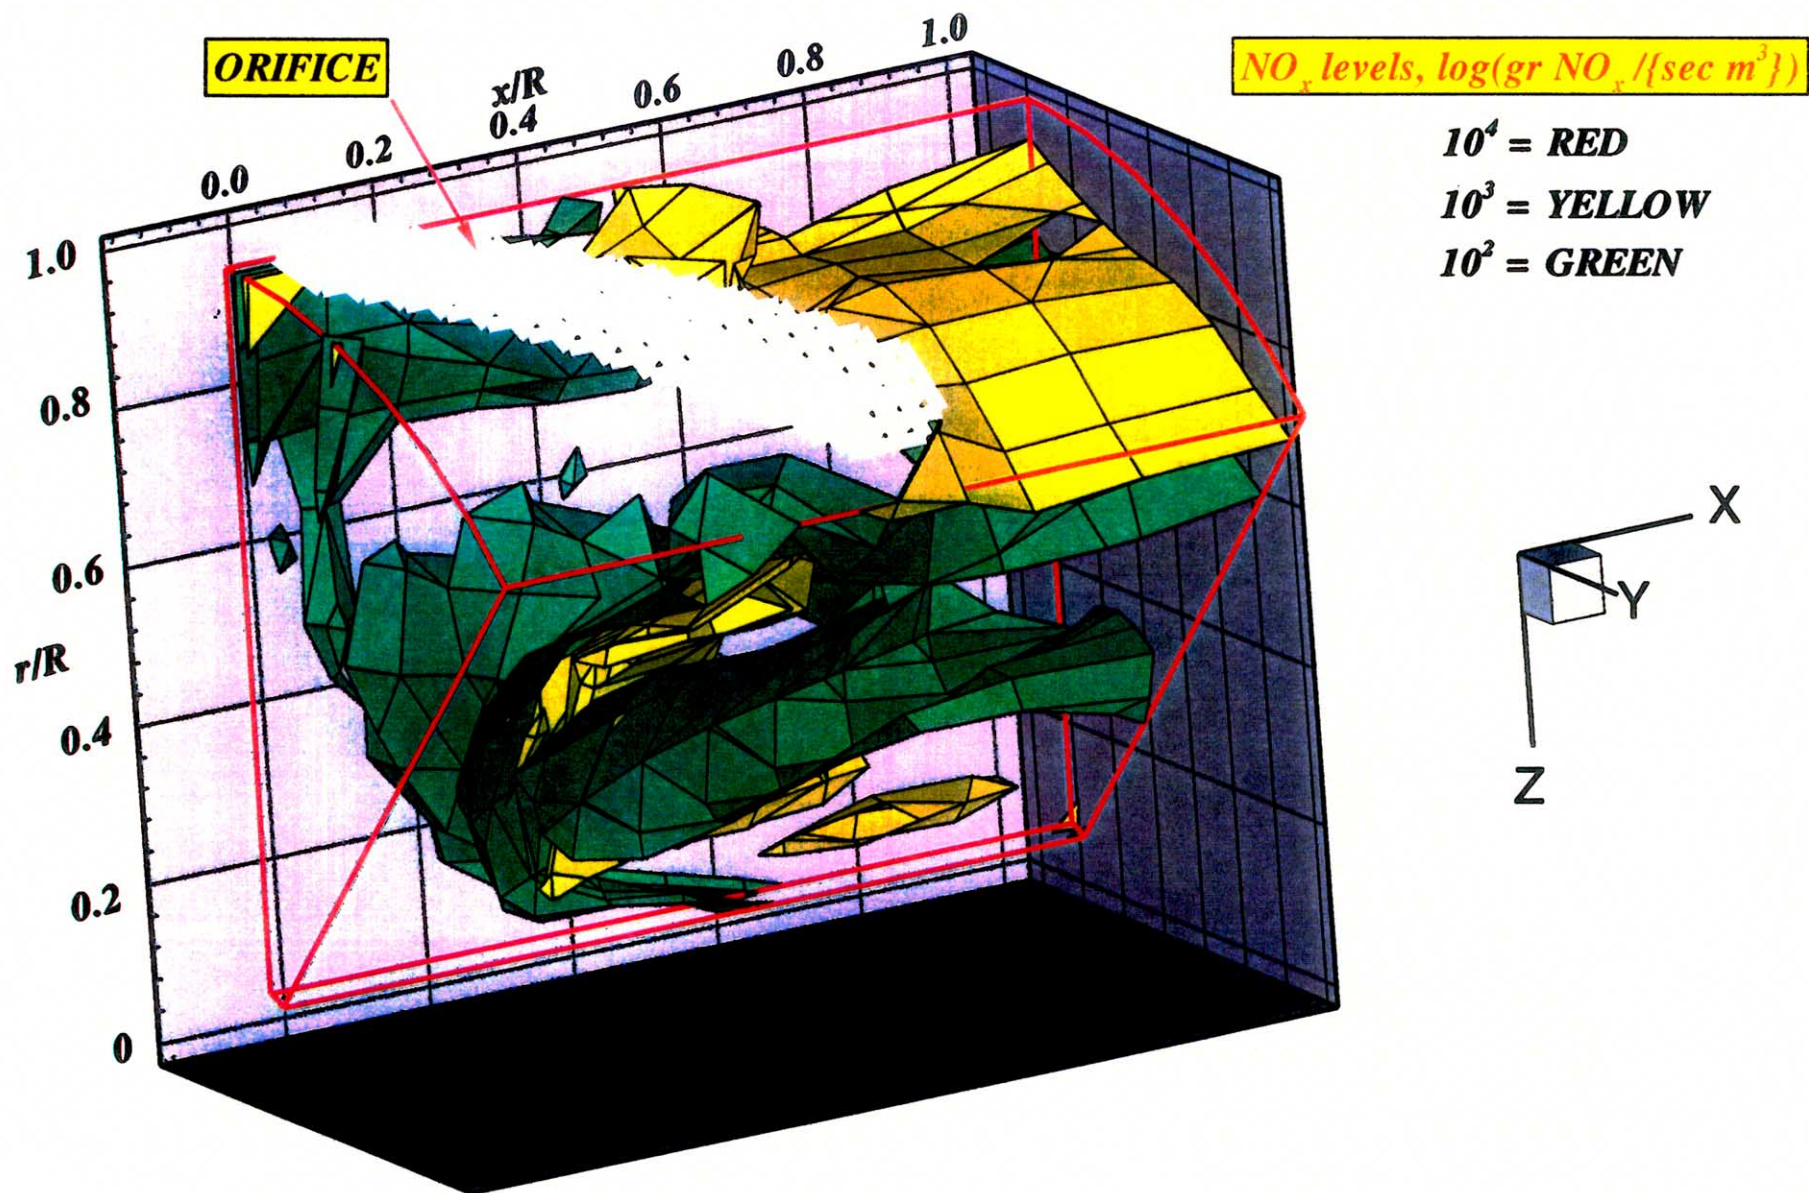 ORIFICE
NOx levels, log(gr NOx /{sec m³})
10⁴ = RED
10³ = YELLOW
10² = GREEN
x/R
0.0 0.2 0.4 0.6 0.8 1.0
r/R
1.0
0.8
0.6
0.4
0.2
0
X
Y
Z